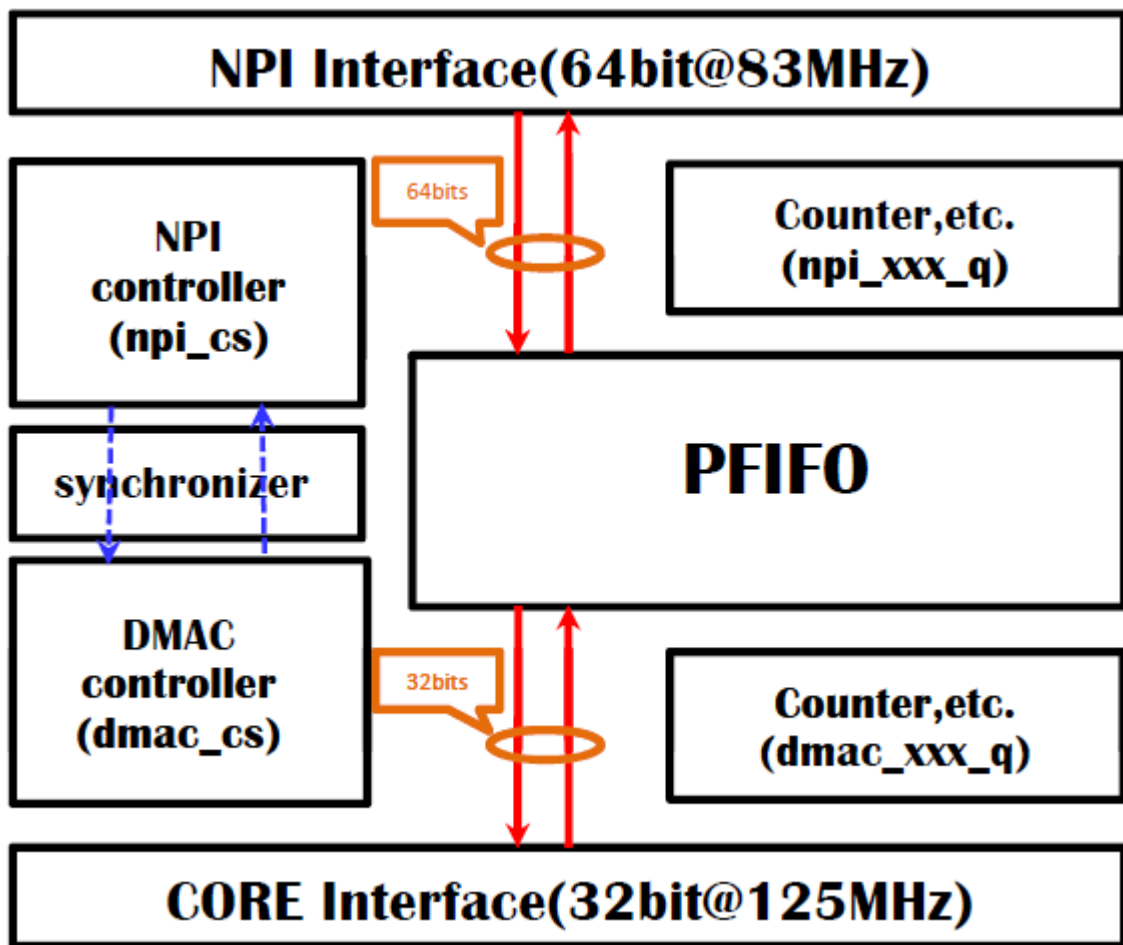 NPI Interface(64bit@83MHz)
64bits
NPI
controller
(npi_cs)
Counter,etc.
(npi_xxx_q)
PFIFO
synchronizer
DMAC
controller
(dmac_cs)
32bits
Counter,etc.
(dmac_xxx_q)
CORE Interface(32bit@125MHz)